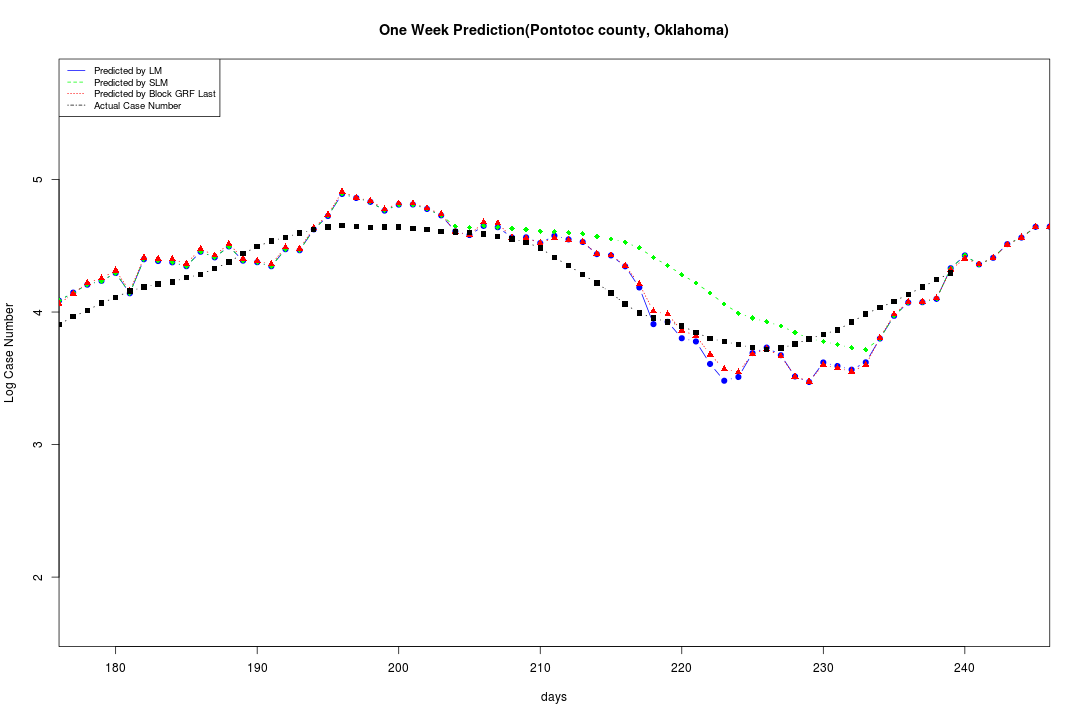 One Week Prediction(Pontotoc county, Oklahoma)
Predicted by LM
Predicted by SLM
Predicted by Block GRF Last
Actual Case Number
5
4
3
2
Log Case Number
180 190 200 210 220 230 240
days